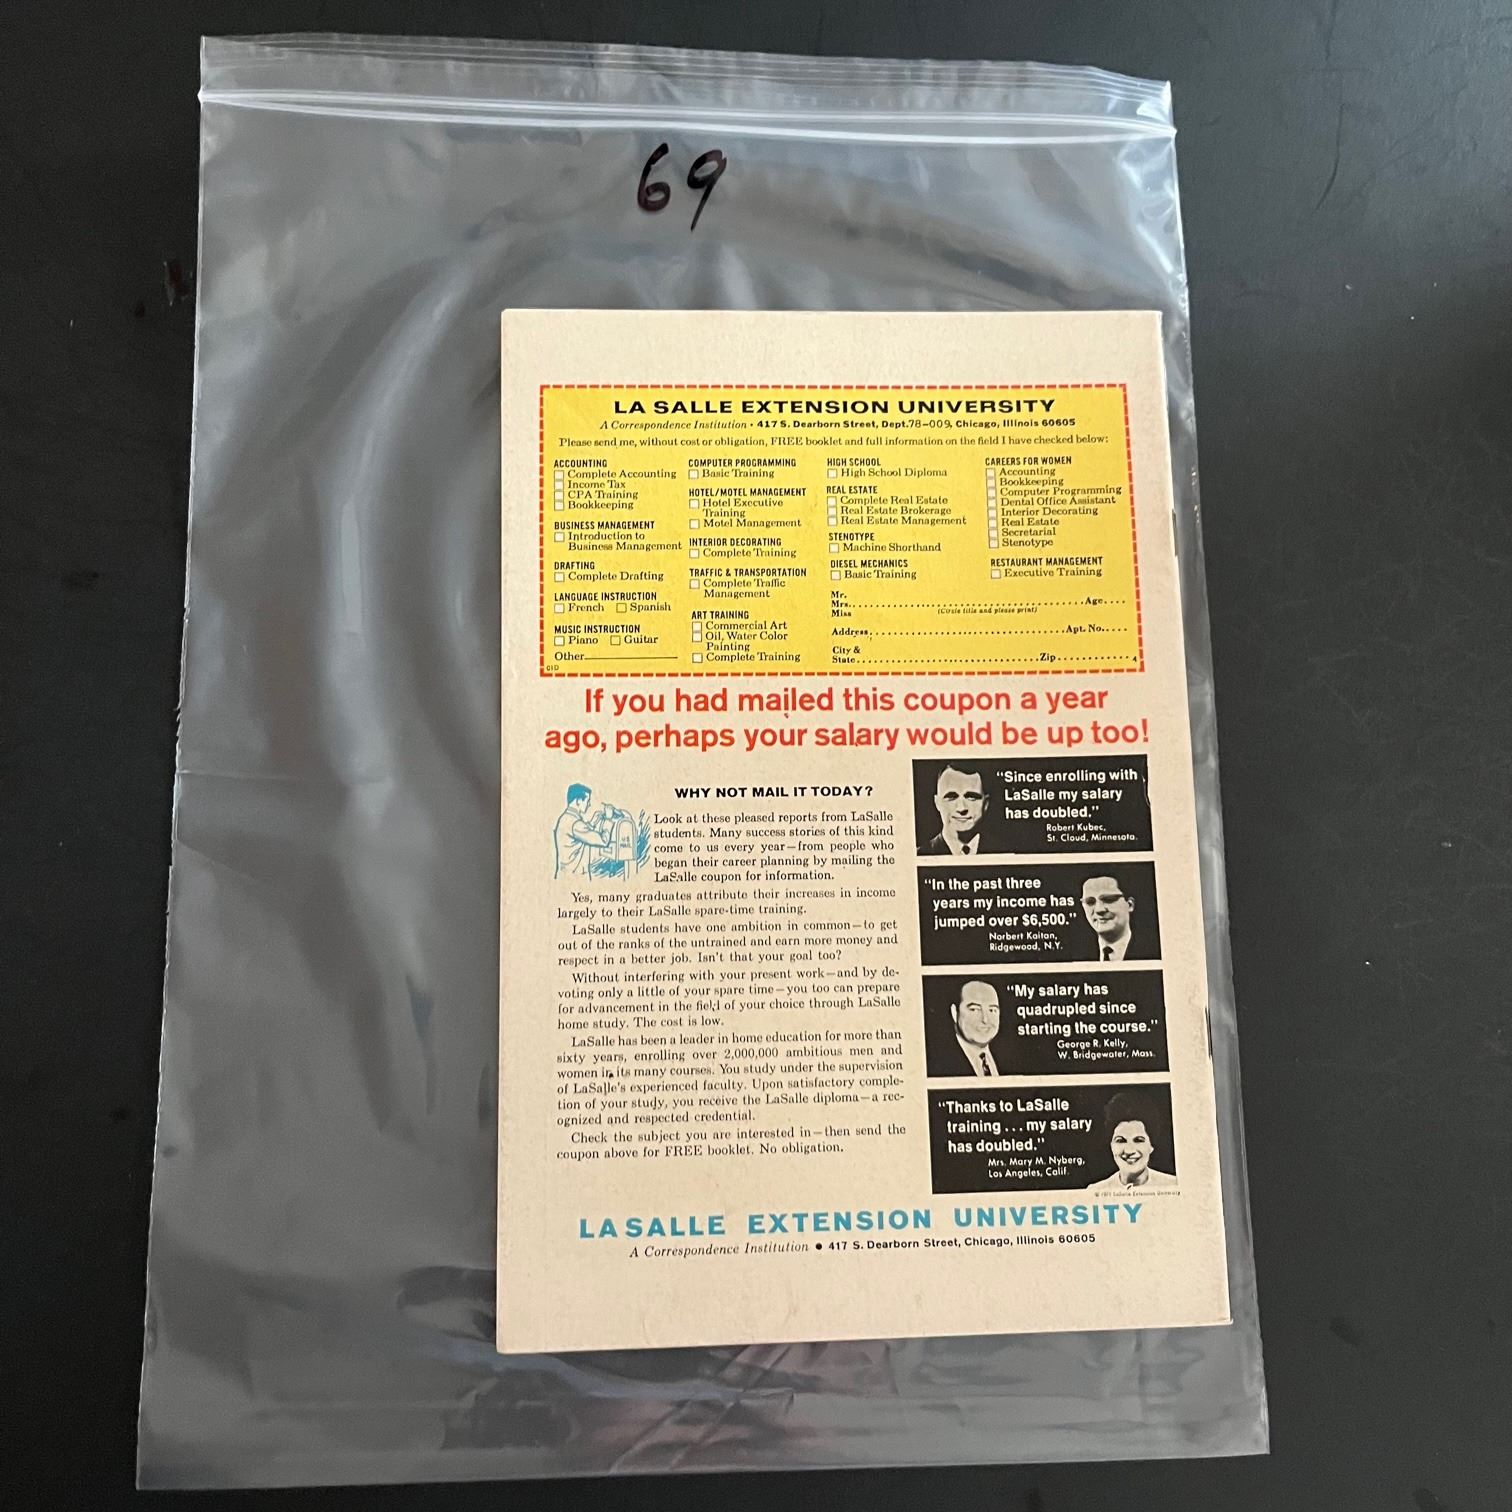 69
LA SALLE EXTENSION UNIVERSITY
A Correspondence Institution • 417 S. Dearborn Street, Dept.78-009, Chicago, Illinois 60605
Please send me, without cost or obligation, FREE booklet and full information on the field I have checked below:
ACCOUNTING
Complete Accounting
Income Tax
CPA Training
Bookkeeping
BUSINESS MANAGEMENT
Introduction to
Business Management
DRAFTING
Complete Drafting
LANGUAGE INSTRUCTION
French Spanish
MUSIC INSTRUCTION
Piano Guitar
Other
COMPUTER PROGRAMMING
Basic Training
HOTEL/MOTEL MANAGEMENT
Hotel Executive
Training
Motel Management
INTERIOR DECORATING
Complete Training
TRAFFIC & TRANSPORTATION
Complete Traffic
Management
ART TRAINING
Commercial Art
Oil, Water Color
Painting
Complete Training
HIGH SCHOOL
High School Diploma
REAL ESTATE
Complete Real Estate
Real Estate Brokerage
Real Estate Management
STENOTYPE
Machine Shorthand
DIESEL MECHANICS
Basic Training
CAREERS FOR WOMEN
Accounting
Bookkeeping
Computer Programming
Dental Office Assistant
Interior Decorating
Real Estate
Secretarial
Stenotype
RESTAURANT MANAGEMENT
Executive Training
Mr.
Mrs. Age
Miss (Circle title and please print)
Address Apt. No.
City &
State Zip
If you had mailed this coupon a year
ago, perhaps your salary would be up too!
WHY NOT MAIL IT TODAY?
Look at these pleased reports from LaSalle
students. Many success stories of this kind
come to us every year—from people who
began their career planning by mailing the
LaSalle coupon for information.
Yes, many graduates attribute their increases in income
largely to their LaSalle spare-time training.
LaSalle students have one ambition in common—to get
out of the ranks of the untrained and earn more money and
respect in a better job. Isn't that your goal too?
Without interfering with your present work—and by de-
voting only a little of your spare time—you too can prepare
for advancement in the field of your choice through LaSalle
home study. The cost is low.
LaSalle has been a leader in home education for more than
sixty years, enrolling over 2,000,000 ambitious men and
women in its many courses. You study under the supervision
of LaSalle's experienced faculty. Upon satisfactory comple-
tion of your study, you receive the LaSalle diploma—a rec-
ognized and respected credential.
Check the subject you are interested in—then send the
coupon above for FREE booklet. No obligation.
"Since enrolling with
LaSalle my salary
has doubled."
Robert Kubec,
St. Cloud, Minnesota.
"In the past three
years my income has
jumped over $6,500."
Norbert Kaitan,
Ridgewood, N.Y.
"My salary has
quadrupled since
starting the course."
George R. Kelly,
W. Bridgewater, Mass.
"Thanks to LaSalle
training...my salary
has doubled."
Mrs. Mary M. Nyberg,
Los Angeles, Calif.
LASALLE EXTENSION UNIVERSITY
A Correspondence Institution • 417 S. Dearborn Street, Chicago, Illinois 60605